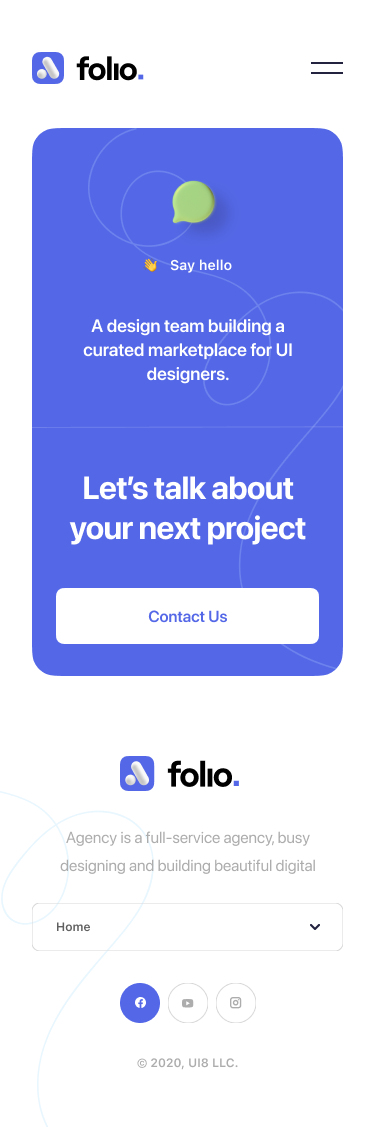 folio.
👋 Say hello
A design team building a
curated marketplace for UI
designers.
Let's talk about
your next project
Contact Us
folio.
Agency is a full-service agency, busy
designing and building beautiful digital
Home
© 2020, UI8 LLC.